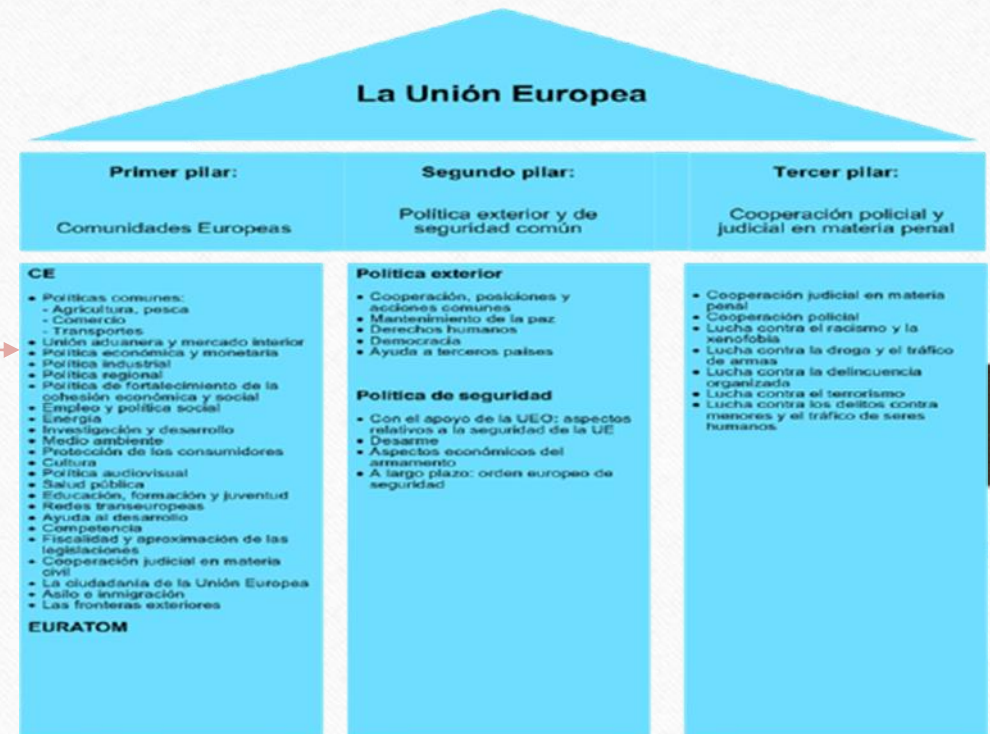 La Unión Europea
Primer pilar:
Comunidades Europeas
Segundo pilar:
Política exterior y de
seguridad común
Tercer pilar:
Cooperación policial y
judicial en materia penal
CE
• Políticas comunes:
- Agricultura, pesca
- Comercio
- Transportes
• Unión aduanera y mercado interior
• Política económica y monetaria
• Política industrial
• Política regional
• Política de fortalecimiento de la
cohesión económica y social
• Empleo y política social
• Energía
• Investigación y desarrollo
• Medio ambiente
• Protección de los consumidores
• Cultura
• Política audiovisual
• Salud pública
• Educación, formación y juventud
• Redes transeuropeas
• Ayuda al desarrollo
• Competencia
• Fiscalidad y aproximación de las
legislaciones
• Cooperación judicial en materia
civil
• La ciudadanía de la Unión Europea
• Asilo e inmigración
• Las fronteras exteriores
EURATOM
Política exterior
• Cooperación, posiciones y
acciones comunes
• Mantenimiento de la paz
• Derechos humanos
• Democracia
• Ayuda a terceros países
Política de seguridad
• Con el apoyo de la UEO: aspectos
relativos a la seguridad de la UE
• Desarme
• Aspectos económicos del
armamento
• A largo plazo: orden europeo de
seguridad
• Cooperación judicial en materia
penal
• Cooperación policial
• Lucha contra el racismo y la
xenofobia
• Lucha contra la droga y el tráfico
de armas
• Lucha contra la delincuencia
organizada
• Lucha contra el terrorismo
• Lucha contra los delitos contra
menores y el tráfico de seres
humanos